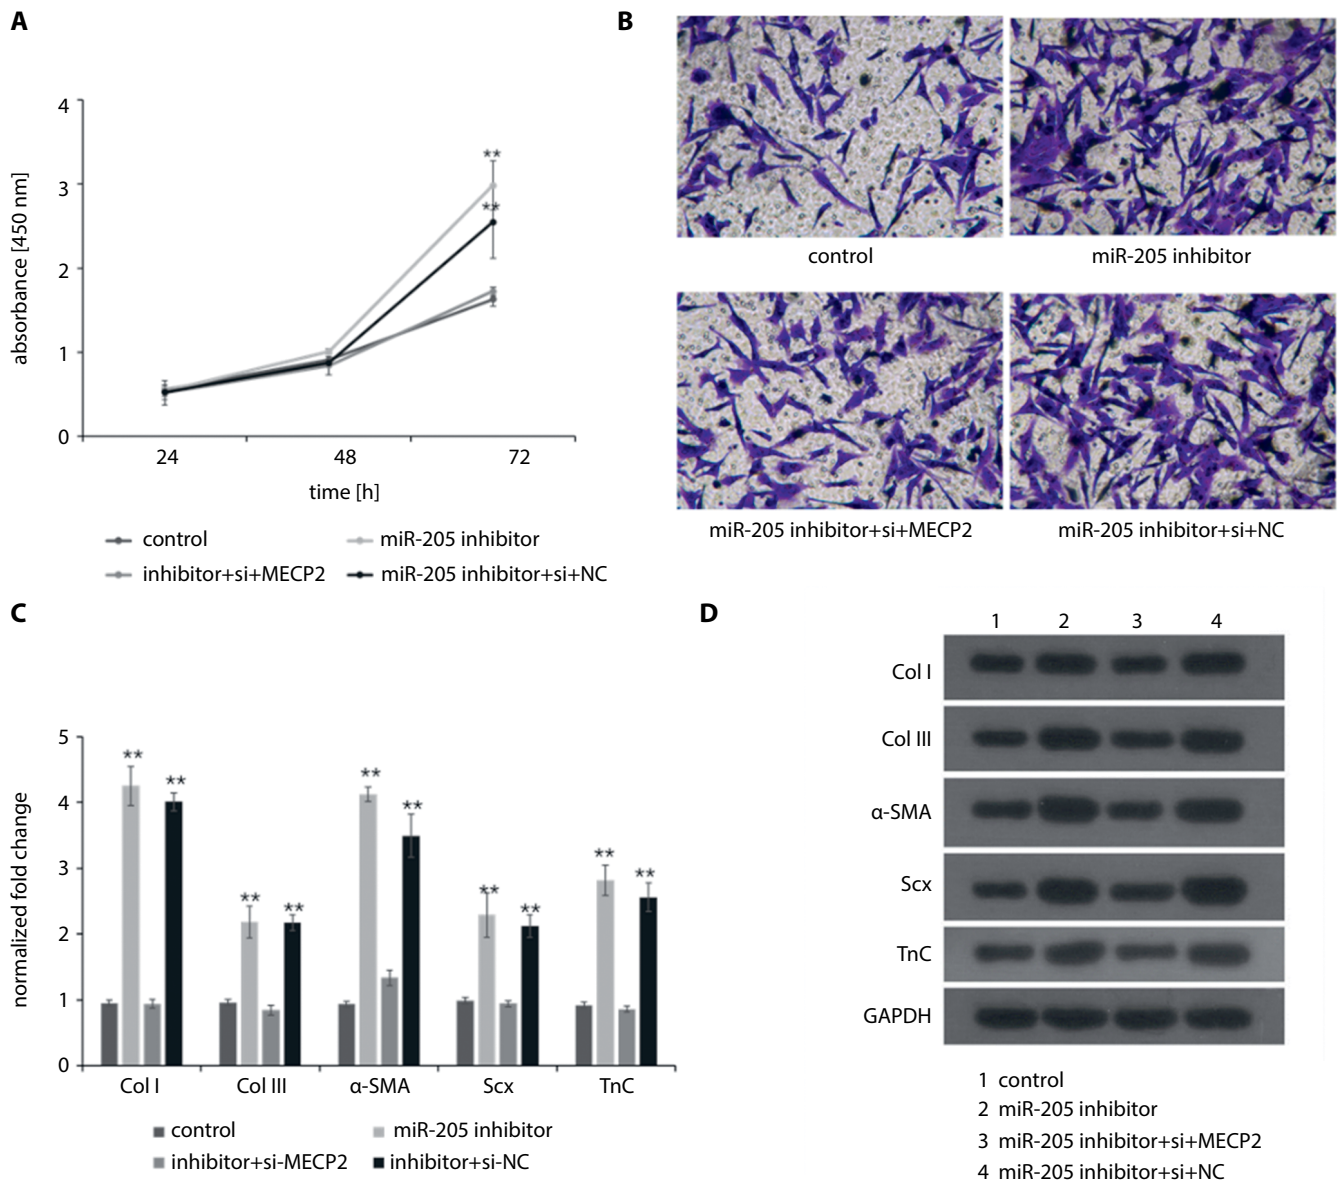 A
B
4
3
2
1
0
absorbance [450 nm]
**
**
24 48 72
time [h]
control miR-205 inhibitor
inhibitor+si+MECP2 miR-205 inhibitor+si+NC
control miR-205 inhibitor
miR-205 inhibitor+si+MECP2 miR-205 inhibitor+si+NC
C
5
4
3
2
1
0
normalized fold change
** ** ** ** ** ** ** ** ** **
Col I Col III α-SMA Scx TnC
control miR-205 inhibitor
inhibitor+si-MECP2 inhibitor+si-NC
D
1 2 3 4
Col I
Col III
α-SMA
Scx
TnC
GAPDH
1 control
2 miR-205 inhibitor
3 miR-205 inhibitor+si+MECP2
4 miR-205 inhibitor+si+NC